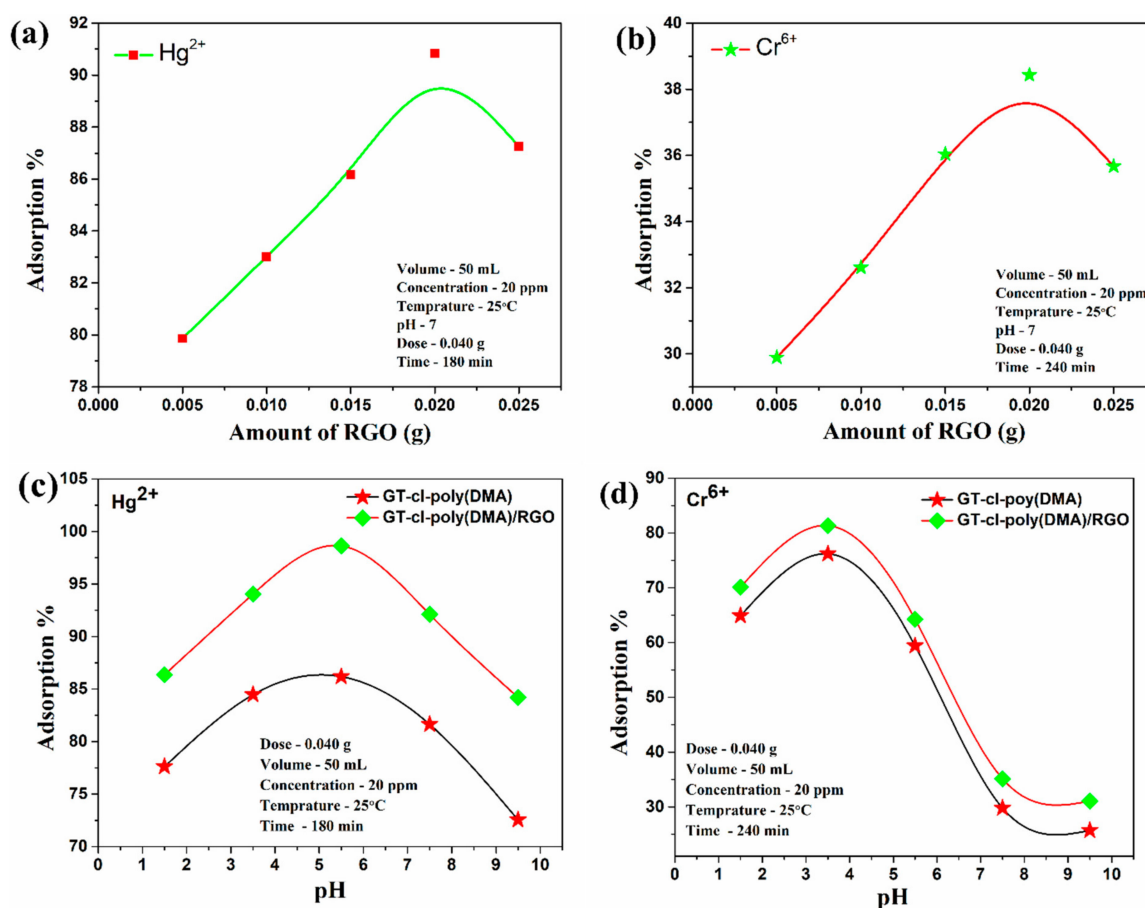 (a)
92
90
88
86
84
82
80
78
Adsorption %
Hg2+
Volume - 50 mL
Concentration - 20 ppm
Temprature - 25°C
pH - 7
Dose - 0.040 g
Time - 180 min
0.000 0.005 0.010 0.015 0.020 0.025
Amount of RGO (g)
(b)
40
38
36
34
32
30
Adsorption %
Cr6+
Volume - 50 mL
Concentration - 20 ppm
Temprature - 25°C
pH - 7
Dose - 0.040 g
Time - 240 min
0.000 0.005 0.010 0.015 0.020 0.025
Amount of RGO (g)
(c)
105
100
95
90
85
80
75
70
Adsorption %
Hg2+
GT-cl-poly(DMA)
GT-cl-poly(DMA)/RGO
Dose - 0.040 g
Volume - 50 mL
Concentration - 20 ppm
Temprature - 25°C
Time - 180 min
0 1 2 3 4 5 6 7 8 9 10
pH
(d)
90
80
70
60
50
40
30
Adsorption %
Cr6+
GT-cl-poy(DMA)
GT-cl-poly(DMA)/RGO
Dose - 0.040 g
Volume - 50 mL
Concentration - 20 ppm
Temprature - 25°C
Time - 240 min
0 1 2 3 4 5 6 7 8 9 10
pH